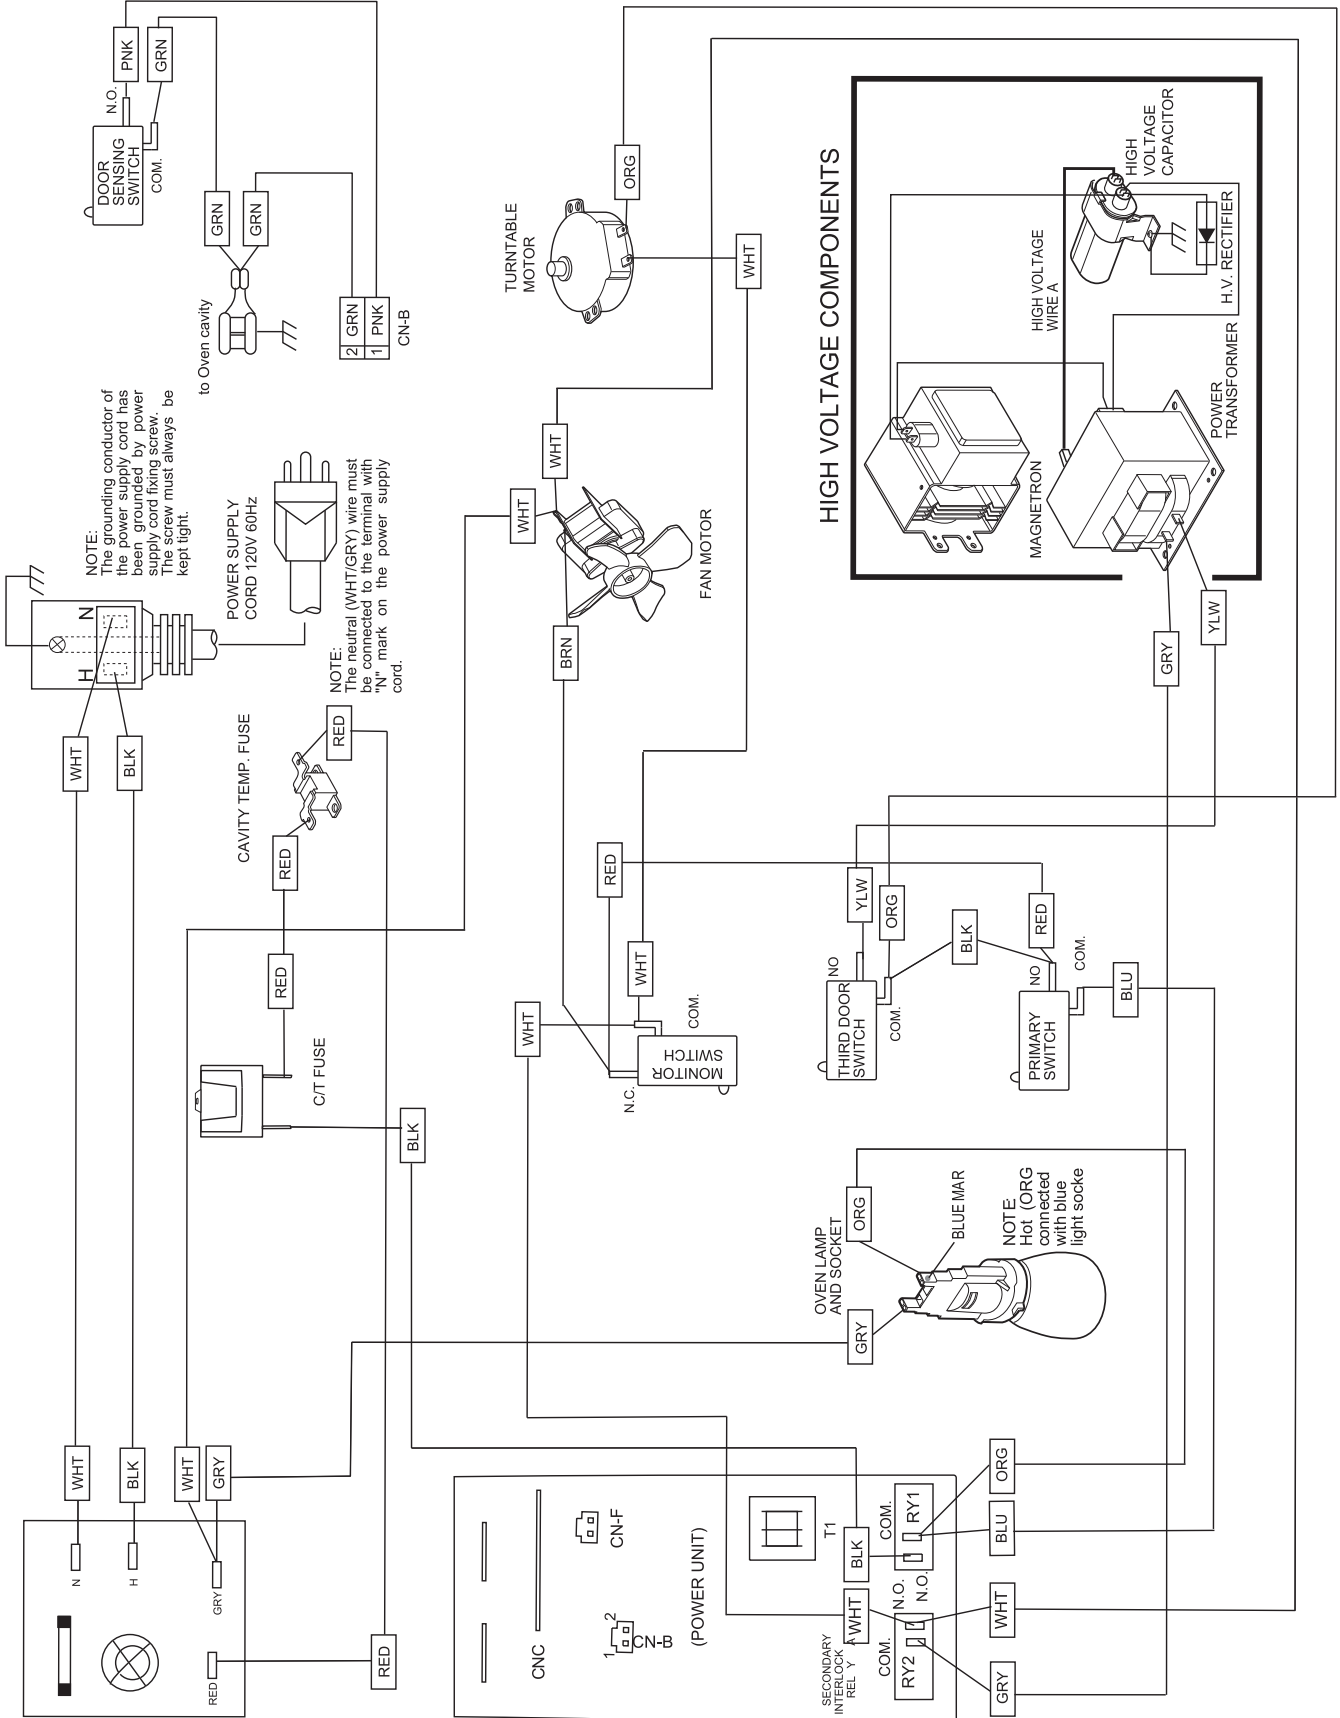 N.O.
PNK
GRN
DOOR
SENSING
SWITCH
COM.
GRN
GRN
to Oven cavity
2 GRN
1 PNK
CN-B
NOTE:
The grounding conductor of
the power supply cord has
been grounded by power
supply cord fixing screw.
The screw must always be
kept tight.
H
N
POWER SUPPLY
CORD 120V 60Hz
NOTE:
The neutral (WHT/GRY) wire must
be connected to the terminal with
"N" mark on the power supply
cord.
WHT
BLK
CAVITY TEMP. FUSE
RED
RED
RED
C/T FUSE
BLK
WHT
BLK
WHT
GRY
N
H
GRY
RED
RED
TURNTABLE
MOTOR
ORG
WHT
WHT
WHT
FAN MOTOR
BRN
RED
WHT
WHT
COM.
MONITOR
SWITCH
N.C.
HIGH VOLTAGE COMPONENTS
HIGH
VOLTAGE
CAPACITOR
HIGH VOLTAGE
WIRE A
H.V. RECTIFIER
MAGNETRON
POWER
TRANSFORMER
GRY
YLW
YLW
ORG
NO
THIRD DOOR
SWITCH
COM.
BLK
RED
NO
COM.
PRIMARY
SWITCH
BLU
OVEN LAMP
AND SOCKET
ORG
GRY
BLUE MAR
NOTE
Hot (ORG
connected
with blue
light socke
CNC
CN-F
1 2
CN-B
(POWER UNIT)
T1
BLK
COM.
RY1
N.O.
N.O.
WHT
SECONDARY
INTERLOCK
REL Y A
COM.
RY2
ORG
BLU
WHT
GRY